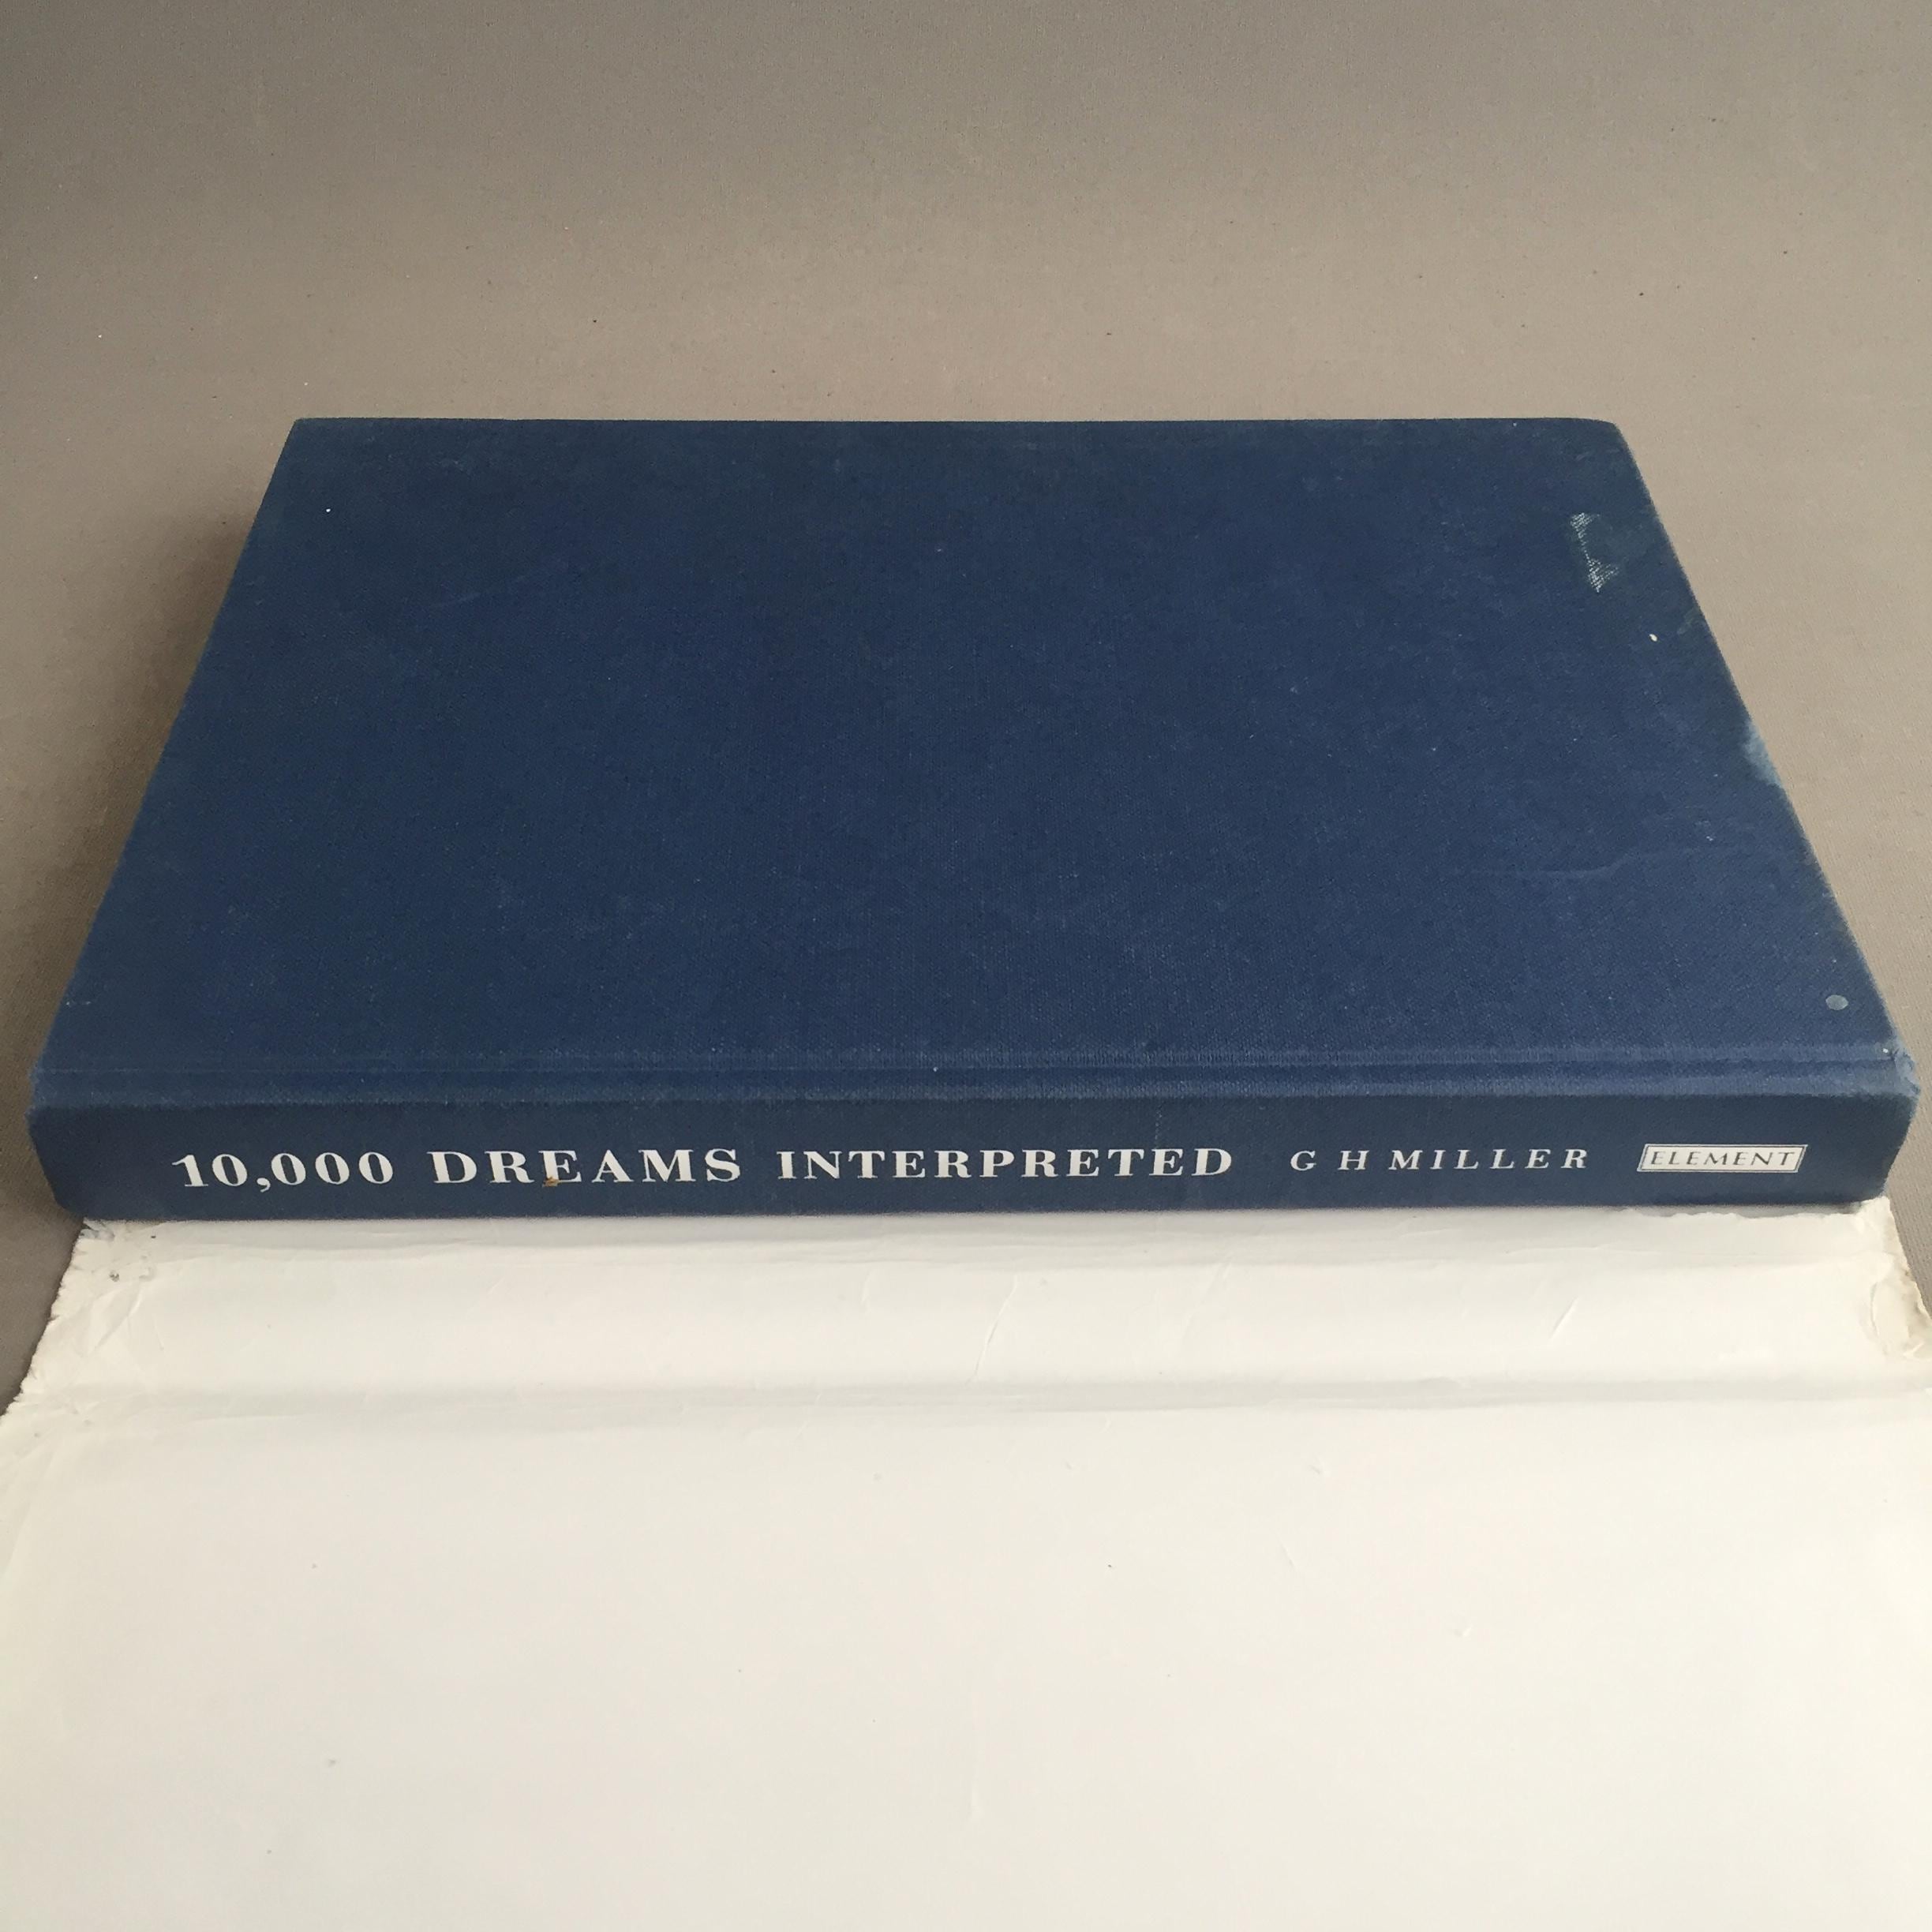 10,000 DREAMS INTERPRETED G H MILLER ELEMENT